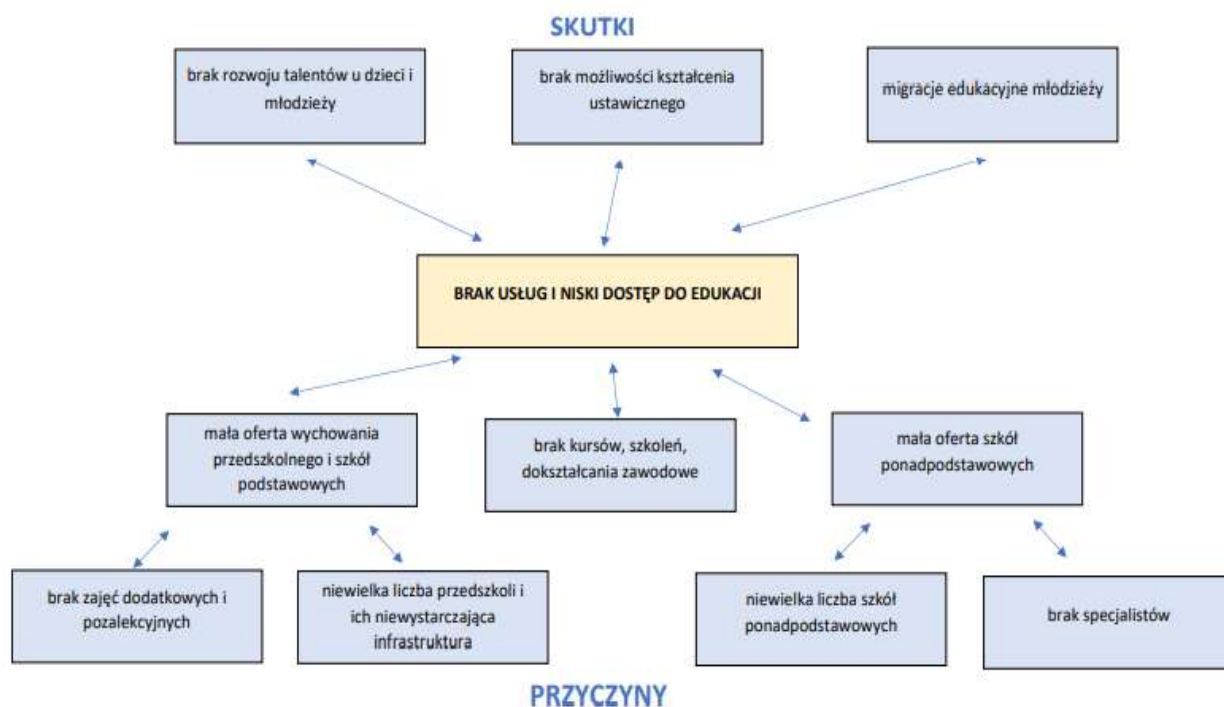 SKUTKI
brak rozwoju talentów u dzieci i
młodzieży
brak możliwości kształcenia
ustawicznego
migracje edukacyjne młodzieży
BRAK USŁUG I NISKI DOSTĘP DO EDUKACJI
mała oferta wychowania
przedszkolnego i szkół
podstawowych
brak kursów, szkoleń,
dokształcania zawodowe
mała oferta szkół
ponadpodstawowych
brak zajęć dodatkowych i
pozalekcyjnych
niewielka liczba przedszkoli i
ich niewystarczająca
infrastruktura
niewielka liczba szkół
ponadpodstawowych
brak specjalistów
PRZYCZYNY